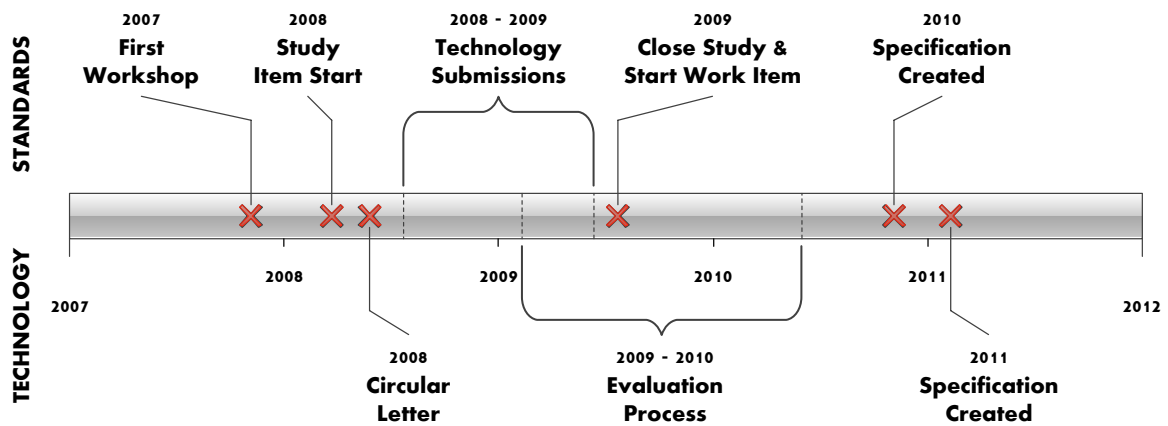 STANDARDS
2007
First
Workshop
2008
Study
Item Start
2008 - 2009
Technology
Submissions
2009
Close Study &
Start Work Item
2010
Specification
Created
2007
2008
2009
2010
2011
2012
TECHNOLOGY
2008
Circular
Letter
2009 - 2010
Evaluation
Process
2011
Specification
Created